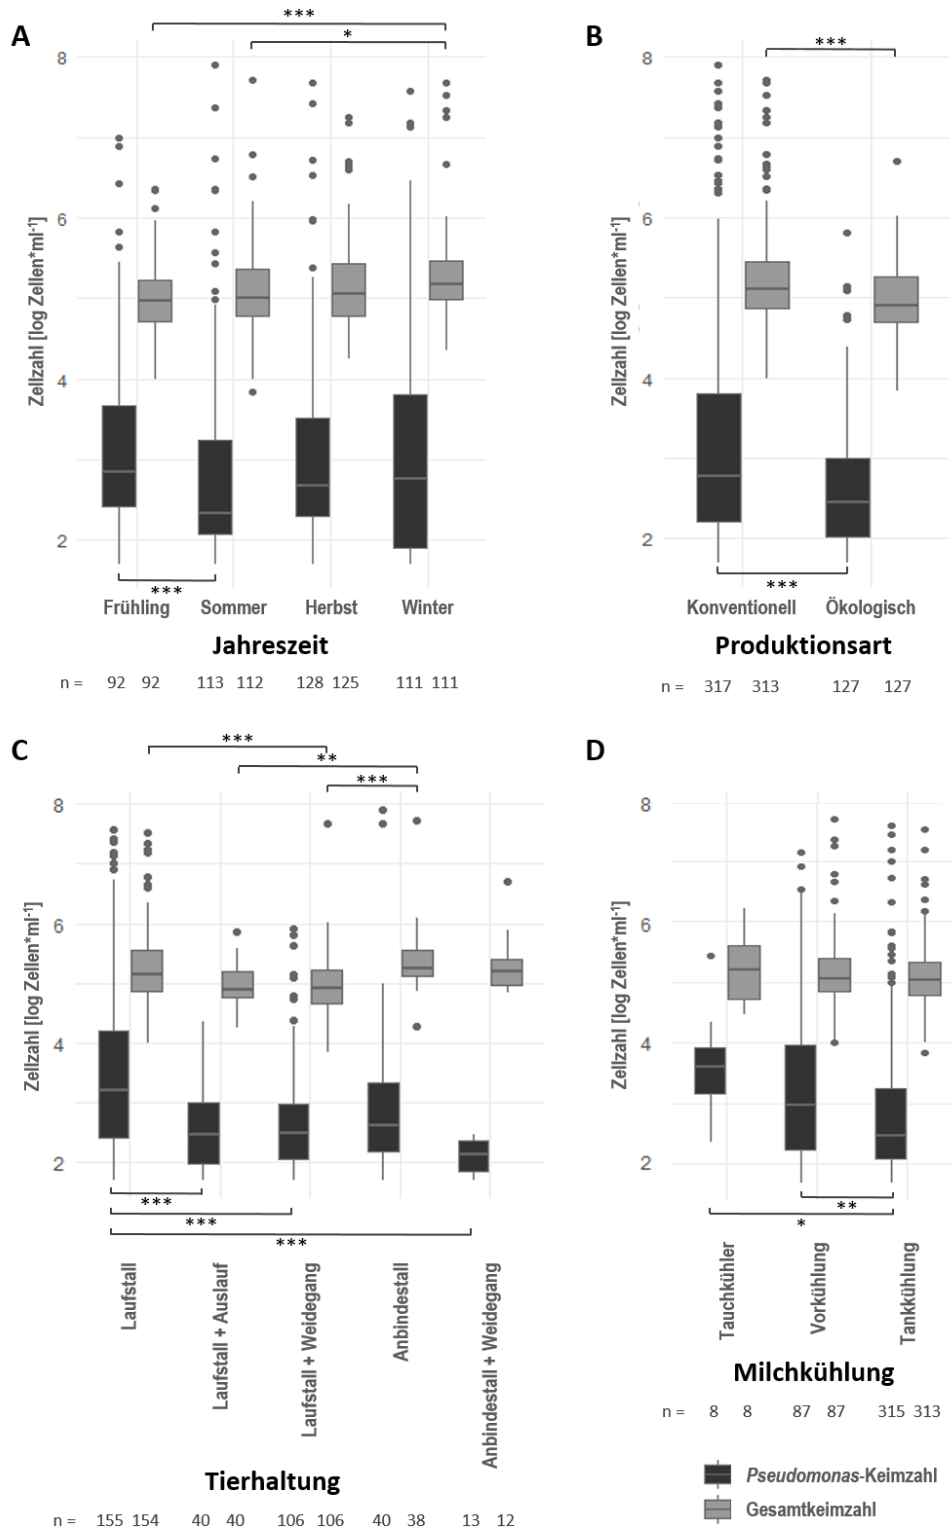 ***
A
*
B
***
8
6
4
2
Zellzahl [log Zellen*ml-1]
***
Frühling Sommer Herbst Winter
Jahreszeit
n = 92 92 113 112 128 125 111 111
8
6
4
2
Zellzahl [log Zellen*ml-1]
***
Konventionell Ökologisch
Produktionsart
n = 317 313 127 127
C
***
**
***
8
6
4
2
Zellzahl [log Zellen*ml-1]
***
***
***
Laufstall
Laufstall + Auslauf
Laufstall + Weidegang
Anbindestall
Anbindestall + Weidegang
Tierhaltung
n = 155 154 40 40 106 106 40 38 13 12
D
8
6
4
2
Zellzahl [log Zellen*ml-1]
**
*
Tauchkühler
Vorkühlung
Tankkühlung
Milchkühlung
n = 8 8 87 87 315 313
Pseudomonas-Keimzahl
Gesamtkeimzahl